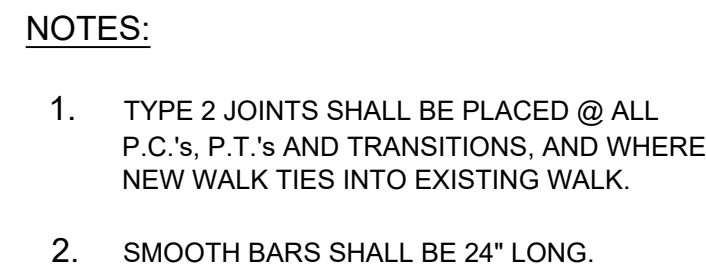 NOTES:
1. TYPE 2 JOINTS SHALL BE PLACED @ ALL
P.C.'s, P.T.'s AND TRANSITIONS, AND WHERE
NEW WALK TIES INTO EXISTING WALK.
2. SMOOTH BARS SHALL BE 24" LONG.